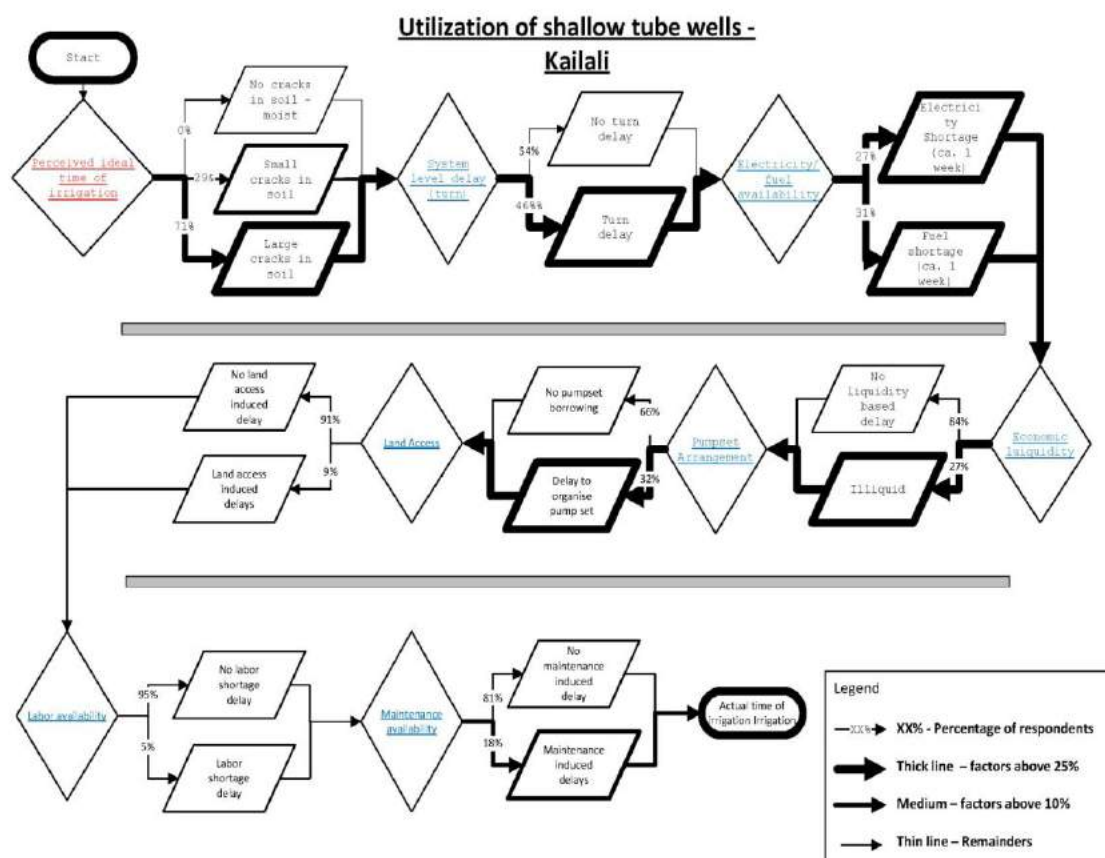 Utilization of shallow tube wells -
Kailali
Start
Perceived ideal
time of
irrigation
0%
29%
71%
No cracks
in soil -
moist
Small
cracks in
soil
Large
cracks in
soil
System
level delay
(turn)
54%
46%%
No turn
delay
Turn
delay
Electricity/
fuel
availability
27%
31%
Electrici
ty
Shortage
(ca. 1
week)
Fuel
shortage
(ca. 1
week)
Economic
luiquidity
84%
27%
No
liquidity
based
delay
Illiquid
Pumpset
Arrangement
66%
32%
No pumpset
borrowing
Delay to
organise
pump set
Land Access
91%
9%
No land
access
induced
delay
Land access
induced
delays
Labor availability
95%
5%
No labor
shortage
delay
Labor
shortage
delay
Maintenance
availability
81%
18%
No
maintenance
induced
delay
Maintenance
induced
delays
Actual time of
irrigation Irrigation
Legend
XX% XX% - Percentage of respondents
Thick line – factors above 25%
Medium – factors above 10%
Thin line – Remainders